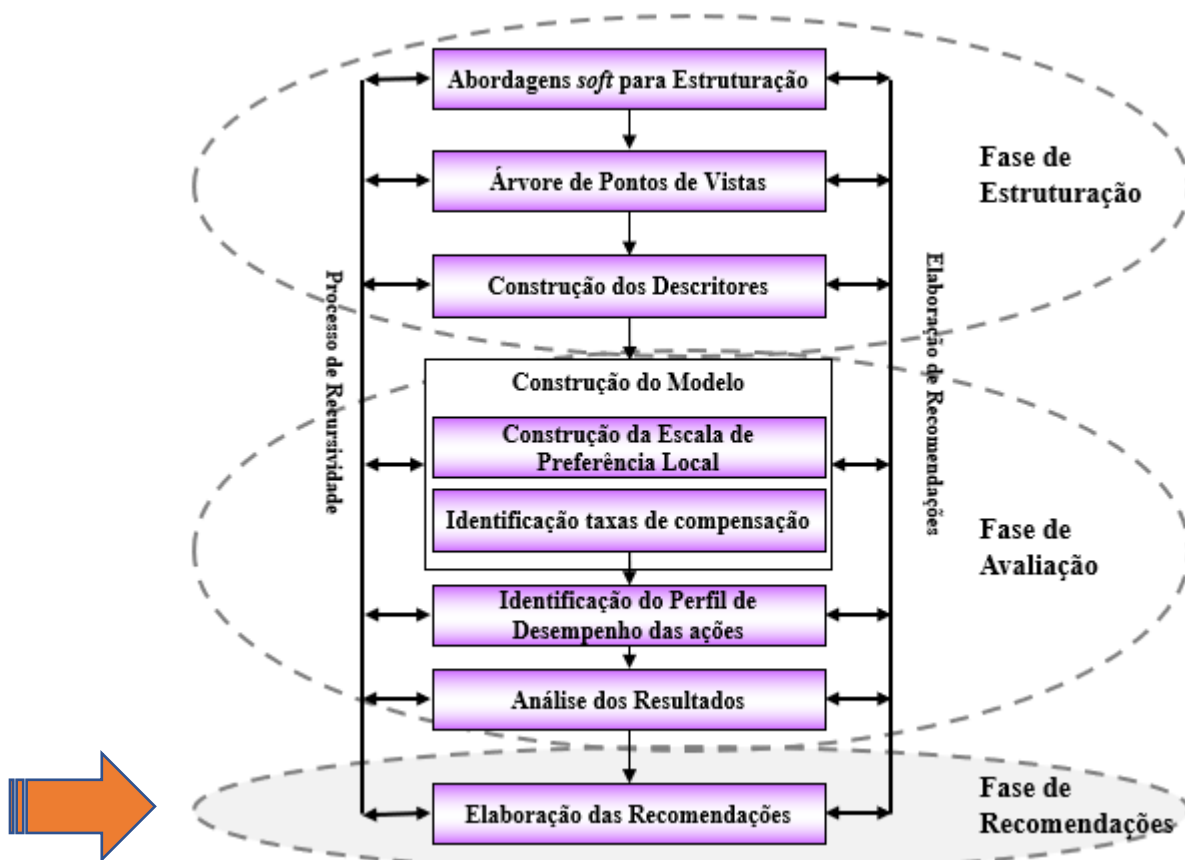 Abordagens soft para Estruturação
Fase de
Estruturação
Árvore de Pontos de Vistas
Construção dos Descritores
Processo de Recursividade
Elaboração de Recomendações
Construção do Modelo
Construção da Escala de
Preferência Local
Identificação taxas de compensação
Fase de
Avaliação
Identificação do Perfil de
Desempenho das ações
Análise dos Resultados
Elaboração das Recomendações
Fase de
Recomendações